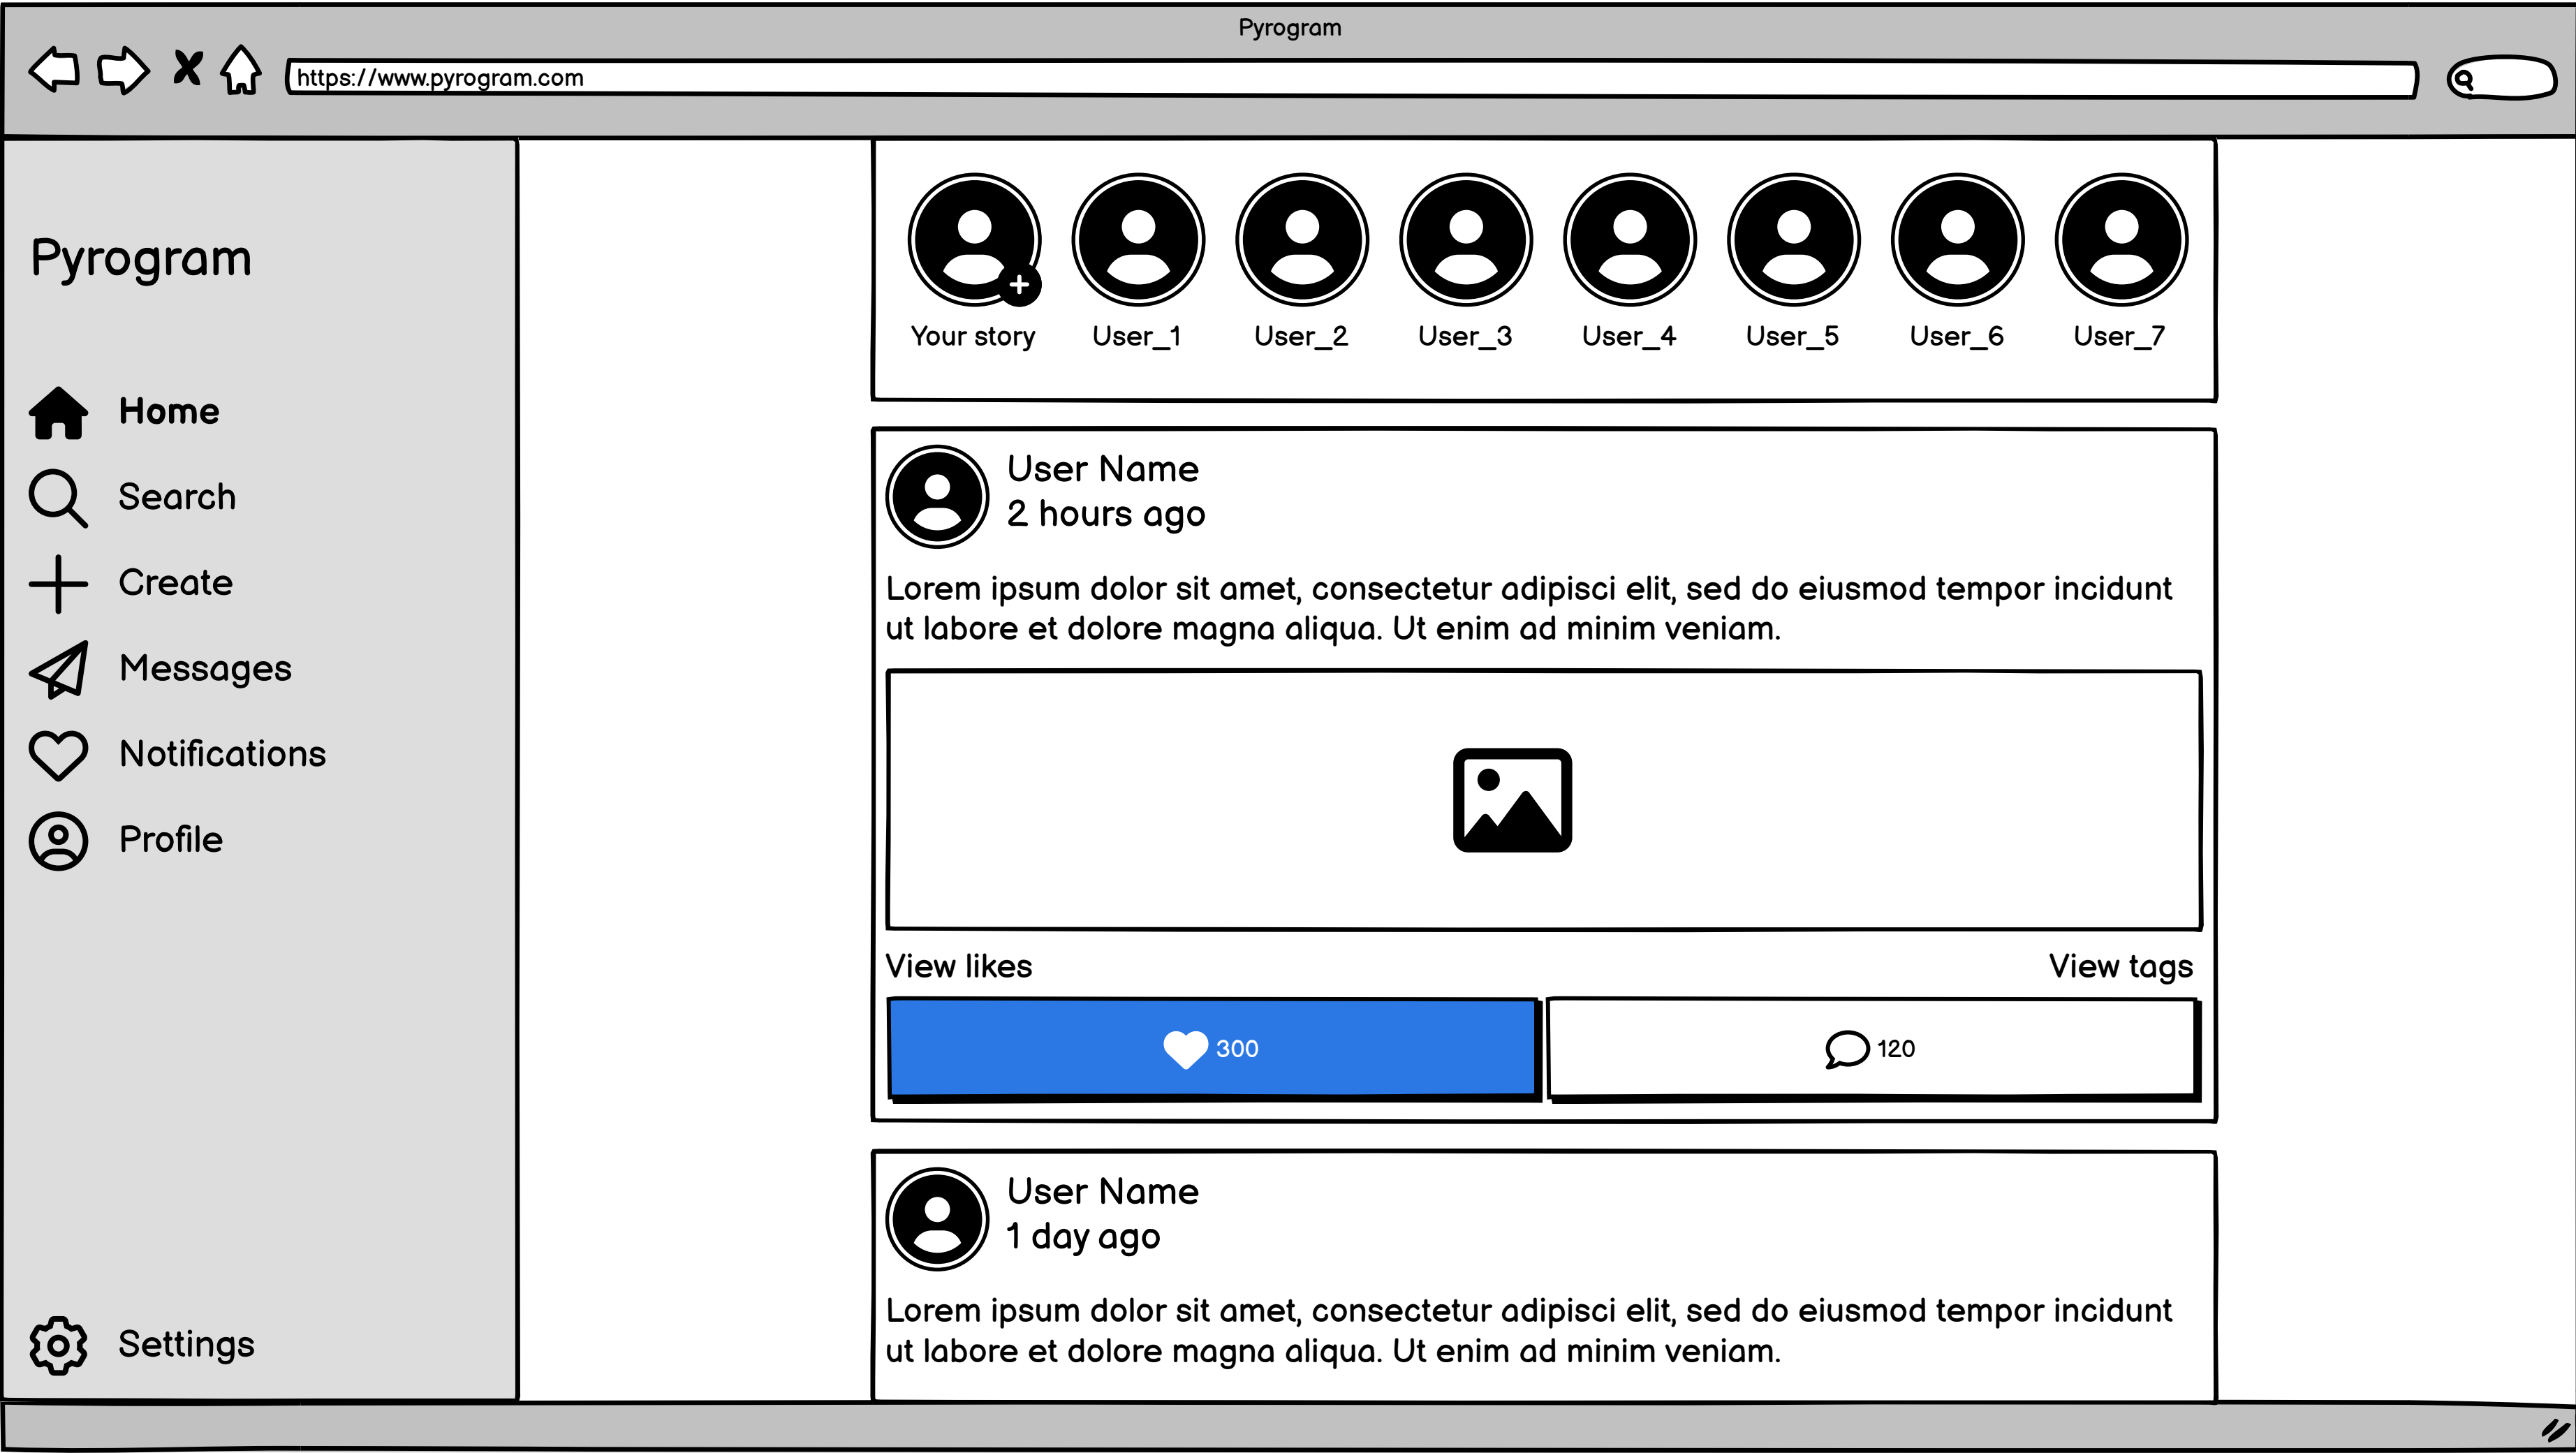 Pyrogram
https://www.pyrogram.com
Pyrogram
Home
Search
Create
Messages
Notifications
Profile
Settings
Your story
User_1
User_2
User_3
User_4
User_5
User_6
User_7
User Name
2 hours ago
Lorem ipsum dolor sit amet, consectetur adipisci elit, sed do eiusmod tempor incidunt
ut labore et dolore magna aliqua. Ut enim ad minim veniam.
View likes
View tags
300
120
User Name
1 day ago
Lorem ipsum dolor sit amet, consectetur adipisci elit, sed do eiusmod tempor incidunt
ut labore et dolore magna aliqua. Ut enim ad minim veniam.